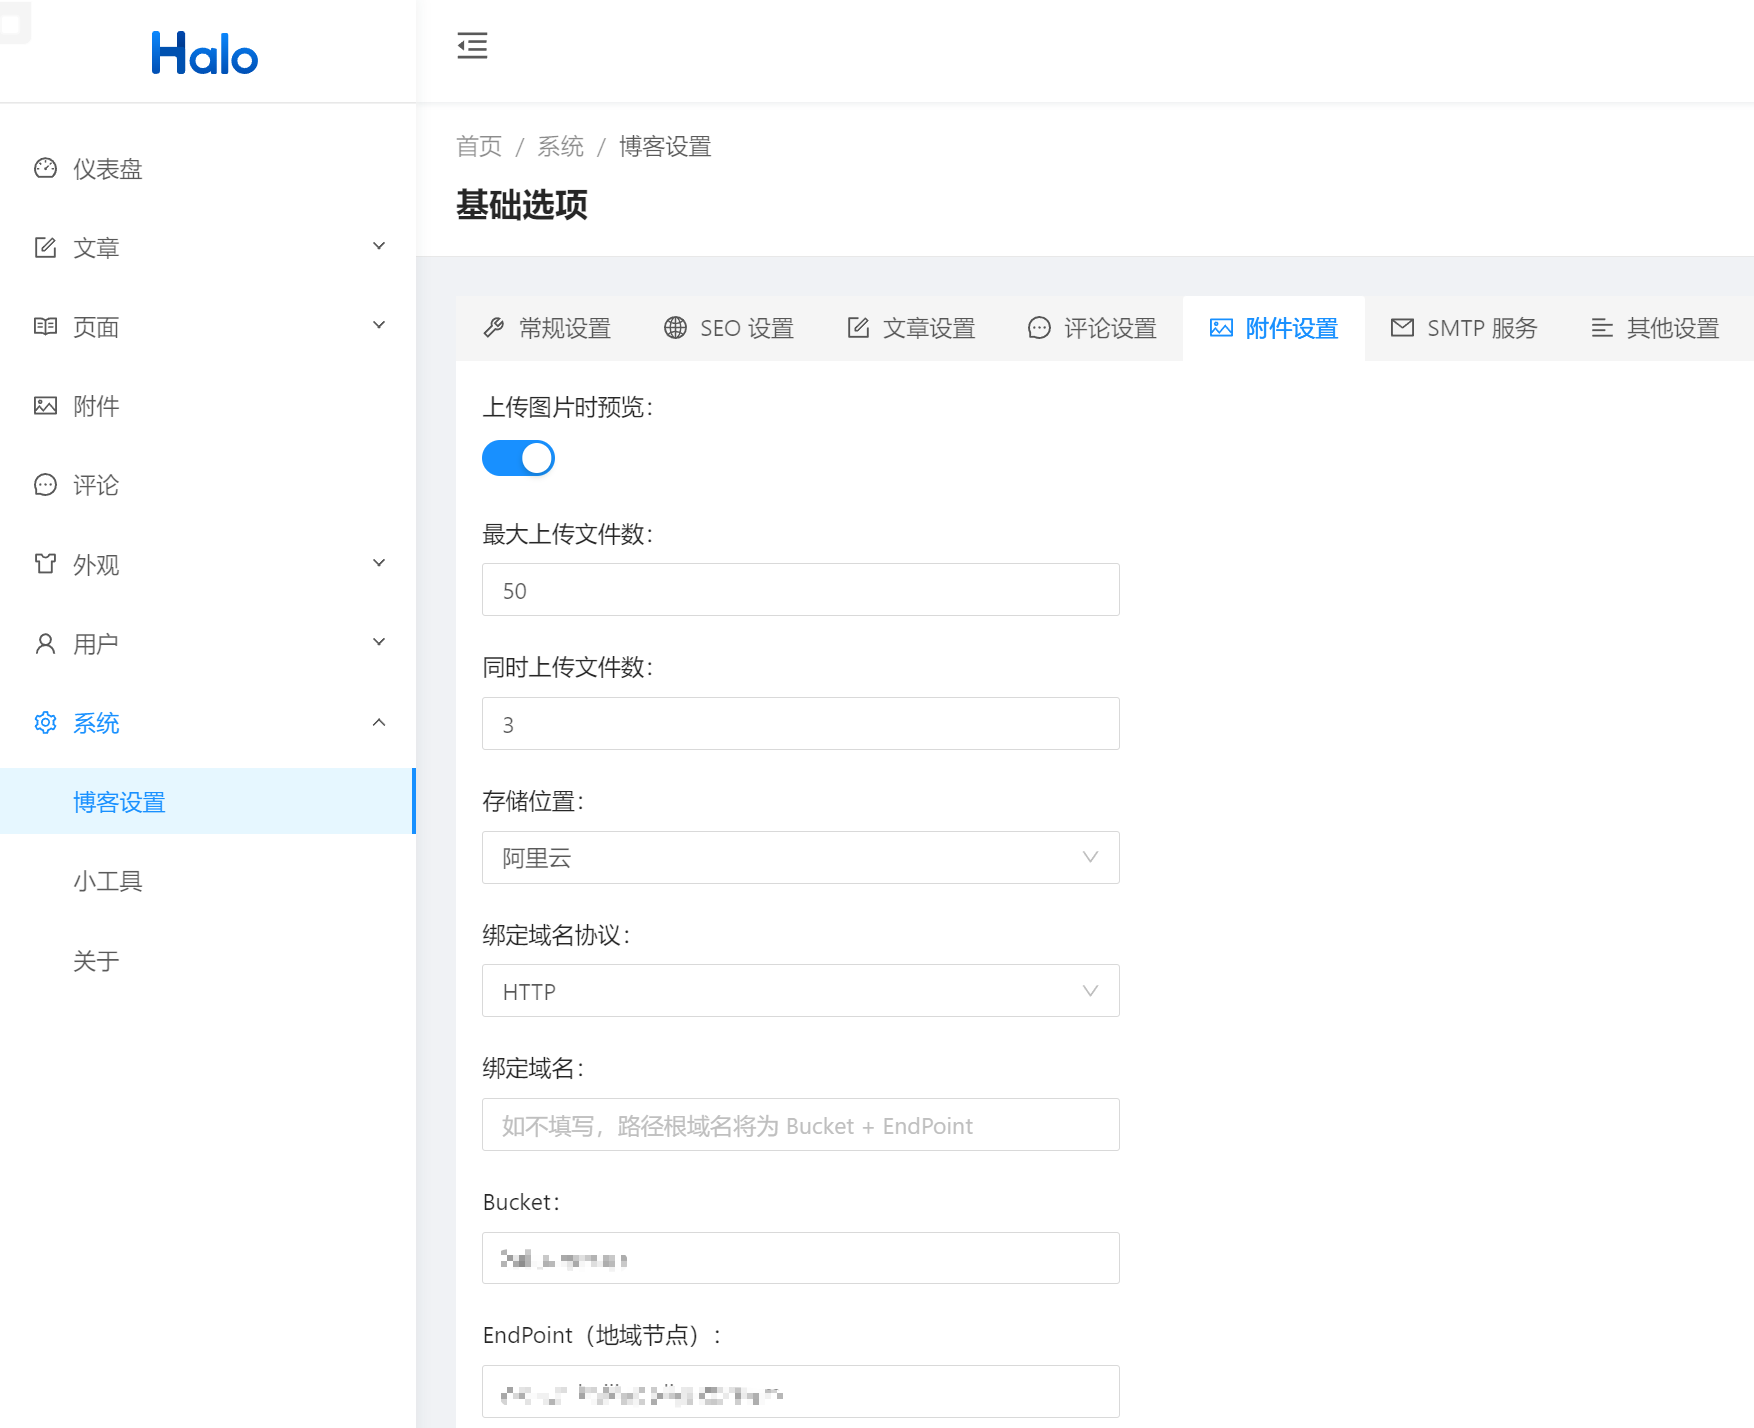 Halo
仪表盘
文章
页面
附件
评论
外观
用户
系统
博客设置
小工具
关于
首页 / 系统 / 博客设置
基础选项
常规设置 SEO 设置 文章设置 评论设置 附件设置 SMTP 服务 其他设置
上传图片时预览：
最大上传文件数：
50
同时上传文件数：
3
存储位置：
阿里云
绑定域名协议：
HTTP
绑定域名：
如不填写，路径根域名将为 Bucket + EndPoint
Bucket：
EndPoint（地域节点）：